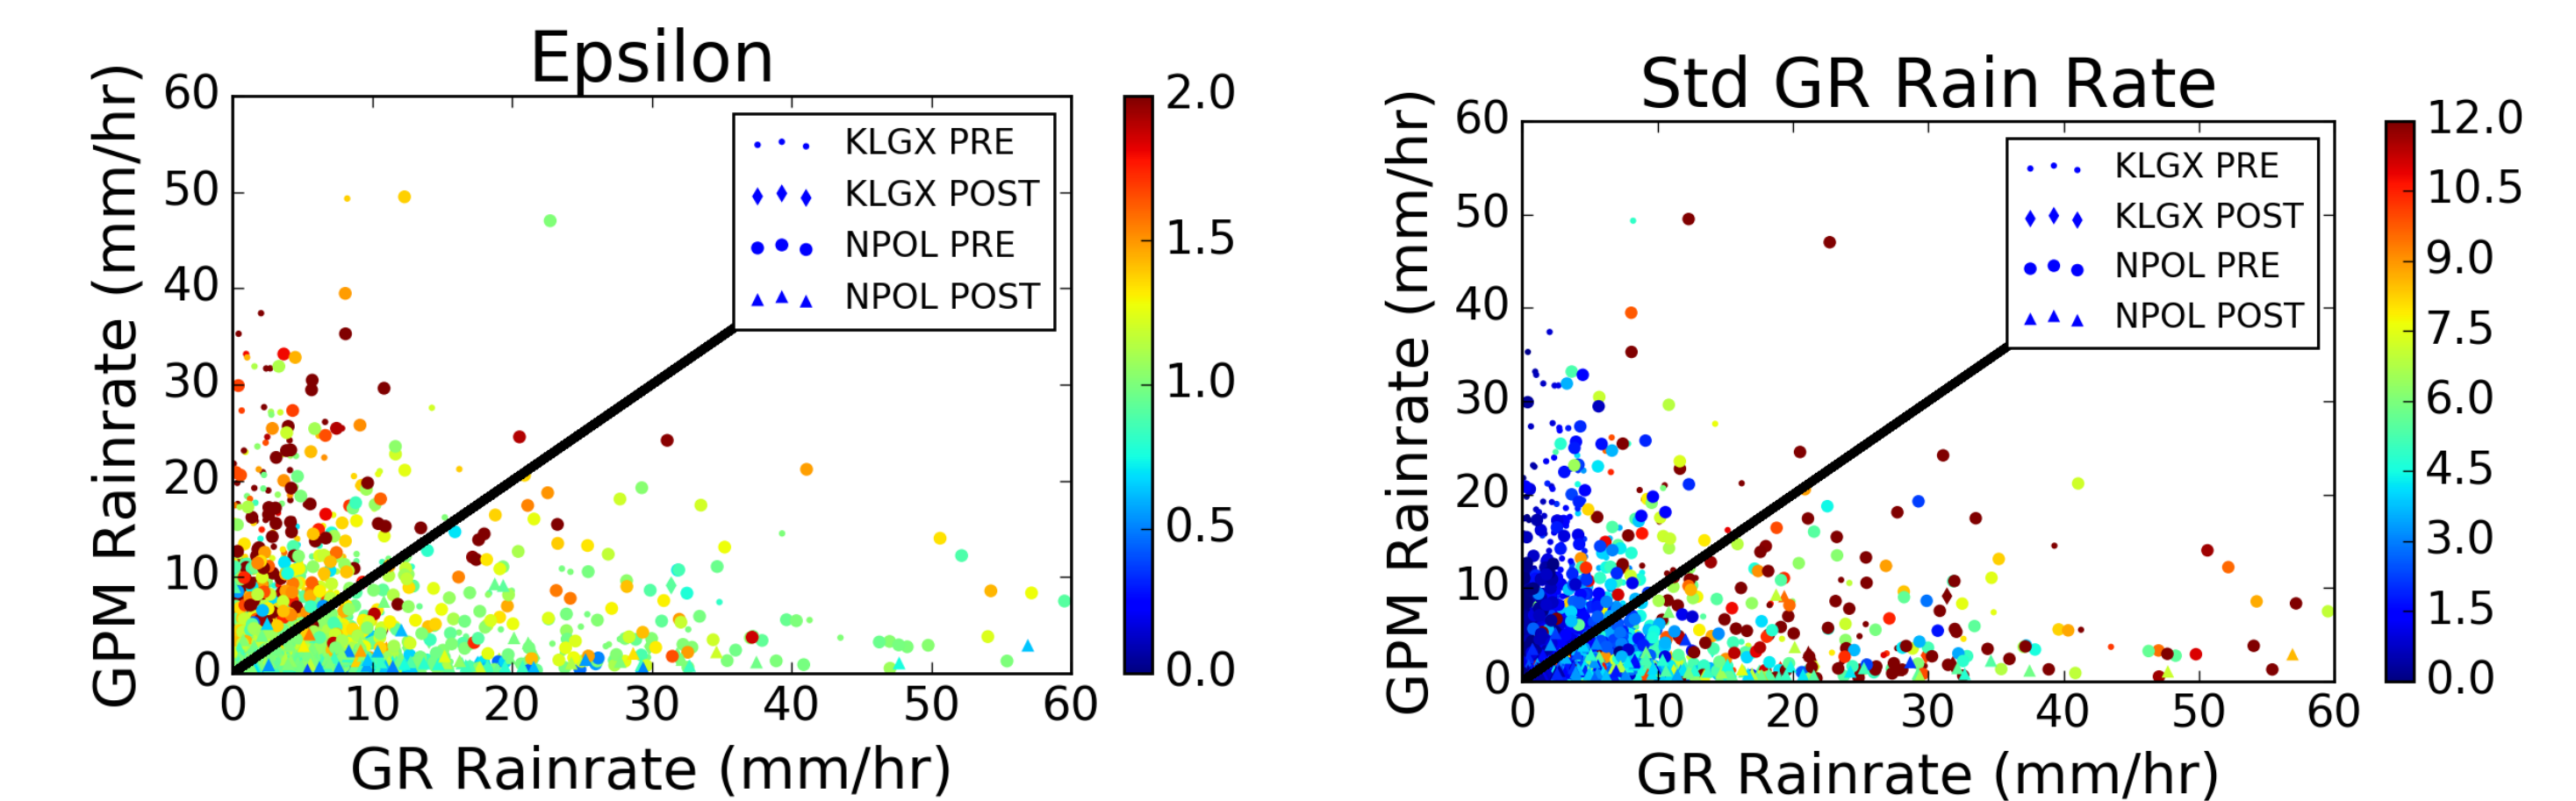 Epsilon
GPM Rainrate (mm/hr)
60
50
40
30
20
10
0
0 10 20 30 40 50 60
GR Rainrate (mm/hr)
KLGX PRE
KLGX POST
NPOL PRE
NPOL POST
2.0
1.5
1.0
0.5
0.0
Std GR Rain Rate
GPM Rainrate (mm/hr)
60
50
40
30
20
10
0
0 10 20 30 40 50 60
GR Rainrate (mm/hr)
KLGX PRE
KLGX POST
NPOL PRE
NPOL POST
12.0
10.5
9.0
7.5
6.0
4.5
3.0
1.5
0.0